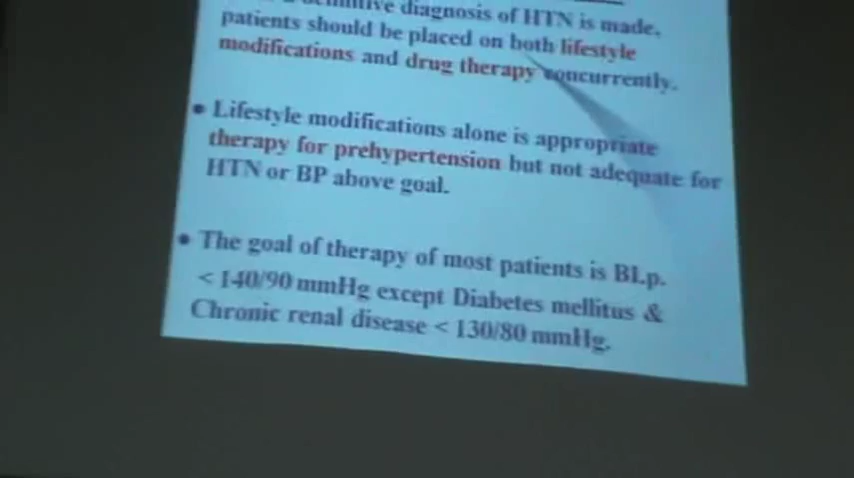 diagnosis of HTN is made,
patients should be placed on both lifestyle
modifications and drug therapy concurrently.
• Lifestyle modifications alone is appropriate
therapy for prehypertension but not adequate for
HTN or BP above goal.
• The goal of therapy of most patients is BLp.
< 140/90 mmHg except Diabetes mellitus &
Chronic renal disease < 130/80 mmHg.